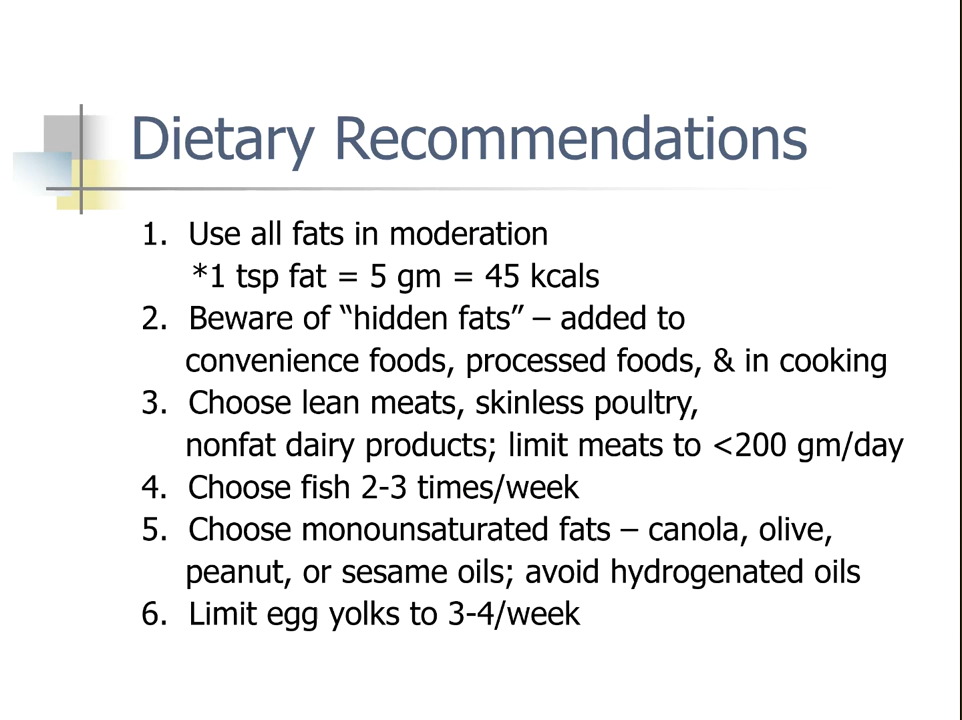 Dietary Recommendations
1. Use all fats in moderation
*1 tsp fat = 5 gm = 45 kcals
2. Beware of “hidden fats” – added to
convenience foods, processed foods, & in cooking
3. Choose lean meats, skinless poultry,
nonfat dairy products; limit meats to <200 gm/day
4. Choose fish 2-3 times/week
5. Choose monounsaturated fats – canola, olive,
peanut, or sesame oils; avoid hydrogenated oils
6. Limit egg yolks to 3-4/week